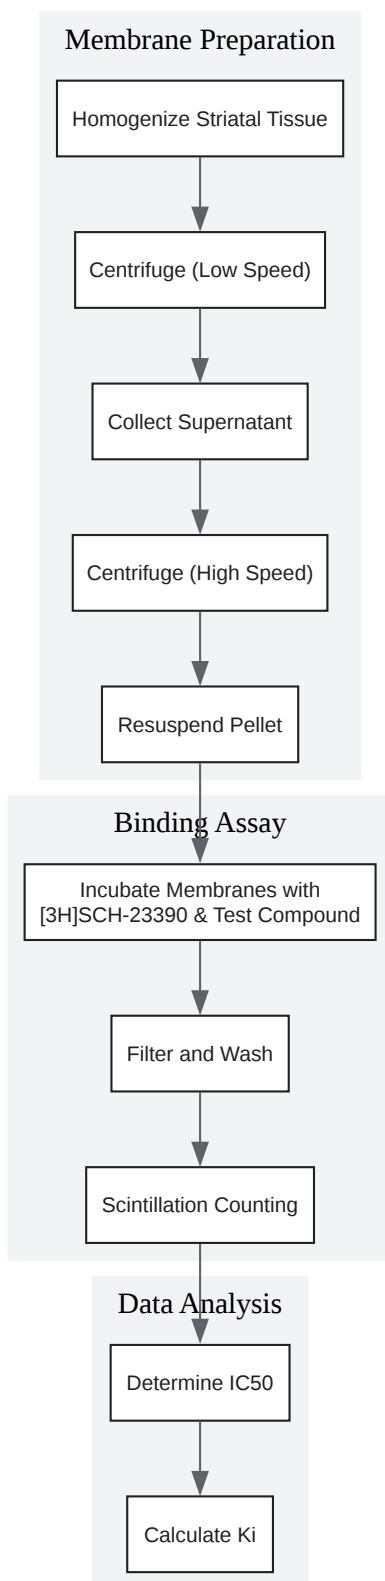 Membrane Preparation
Homogenize Striatal Tissue
Centrifuge (Low Speed)
Collect Supernatant
Centrifuge (High Speed)
Resuspend Pellet
Binding Assay
Incubate Membranes with
[3H]SCH-23390 & Test Compound
Filter and Wash
Scintillation Counting
Data Analysis
Determine IC50
Calculate Ki